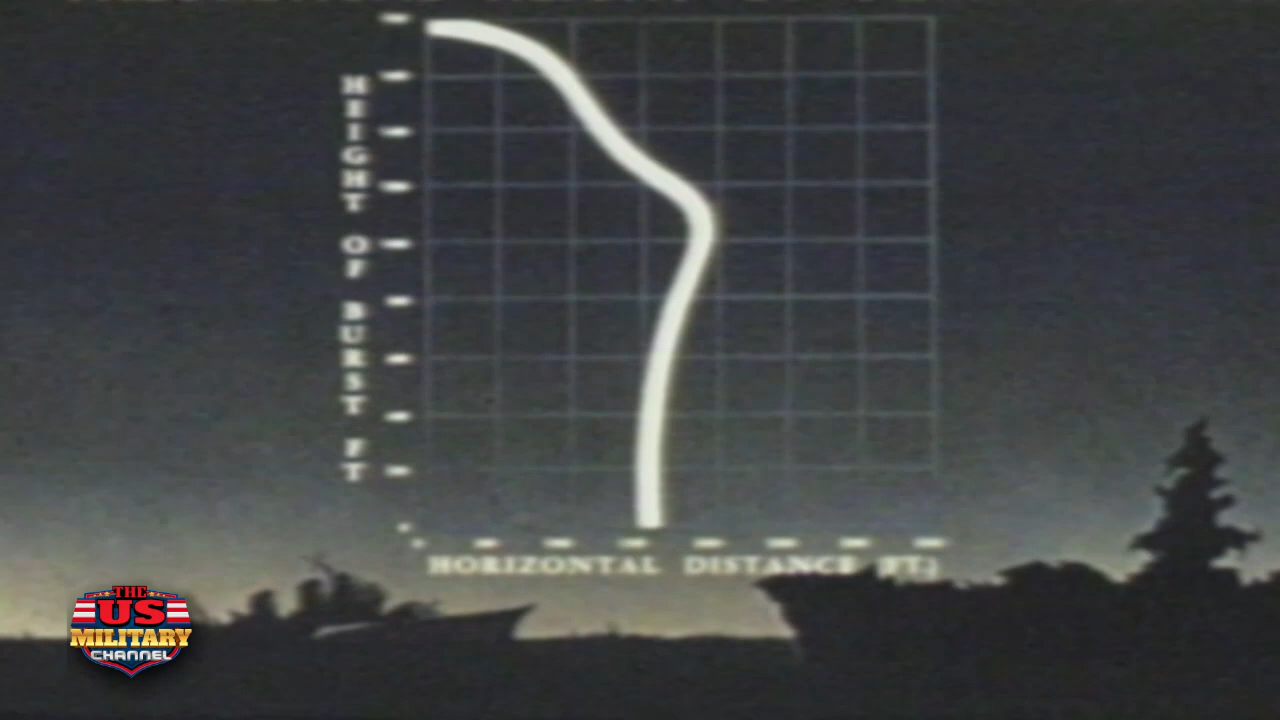 HEIGHT OF BURST FT
HORIZONTAL DISTANCE (FT)
THE
US
MILITARY
CHANNEL